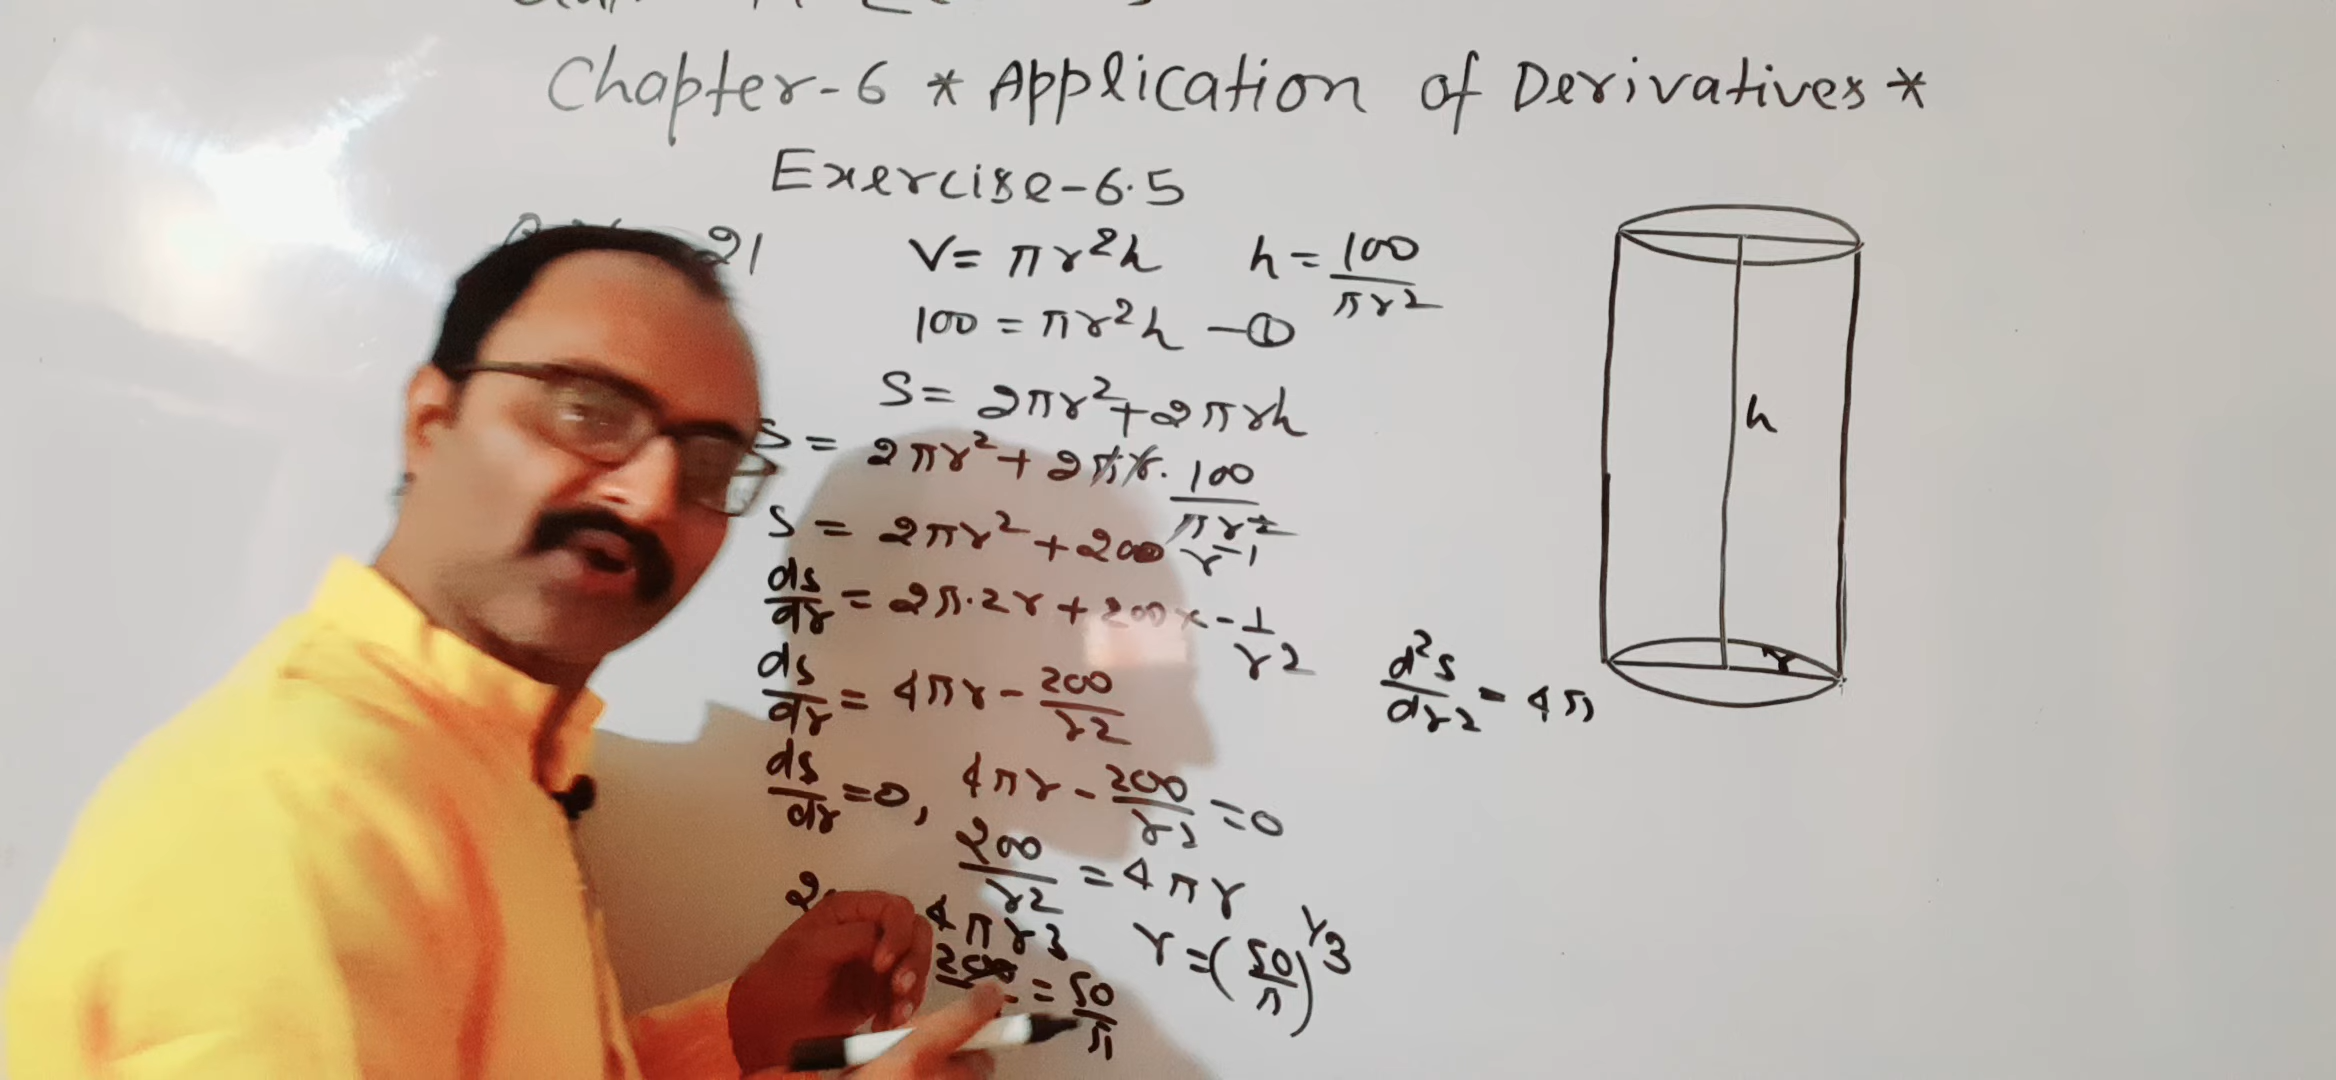 Chapter-6 * Application of Derivatives *
Exercise-6.5
21
V = πr²h    h = 100/πr²
100 = πr²h —①
S = 2πr² + 2πrh
S = 2πr² + 2πr. 100/πr²
S = 2πr² + 200 r⁻¹
ds/dr = 2π.2r + 200 x -1/r²
ds/dr = 4πr - 200/r²
d²s/dr² = 4π
ds/dr = 0, 4πr - 200/r² = 0
200/r² = 4πr
4πr³
r = (50/π)^1/3
= 50/π
h
r